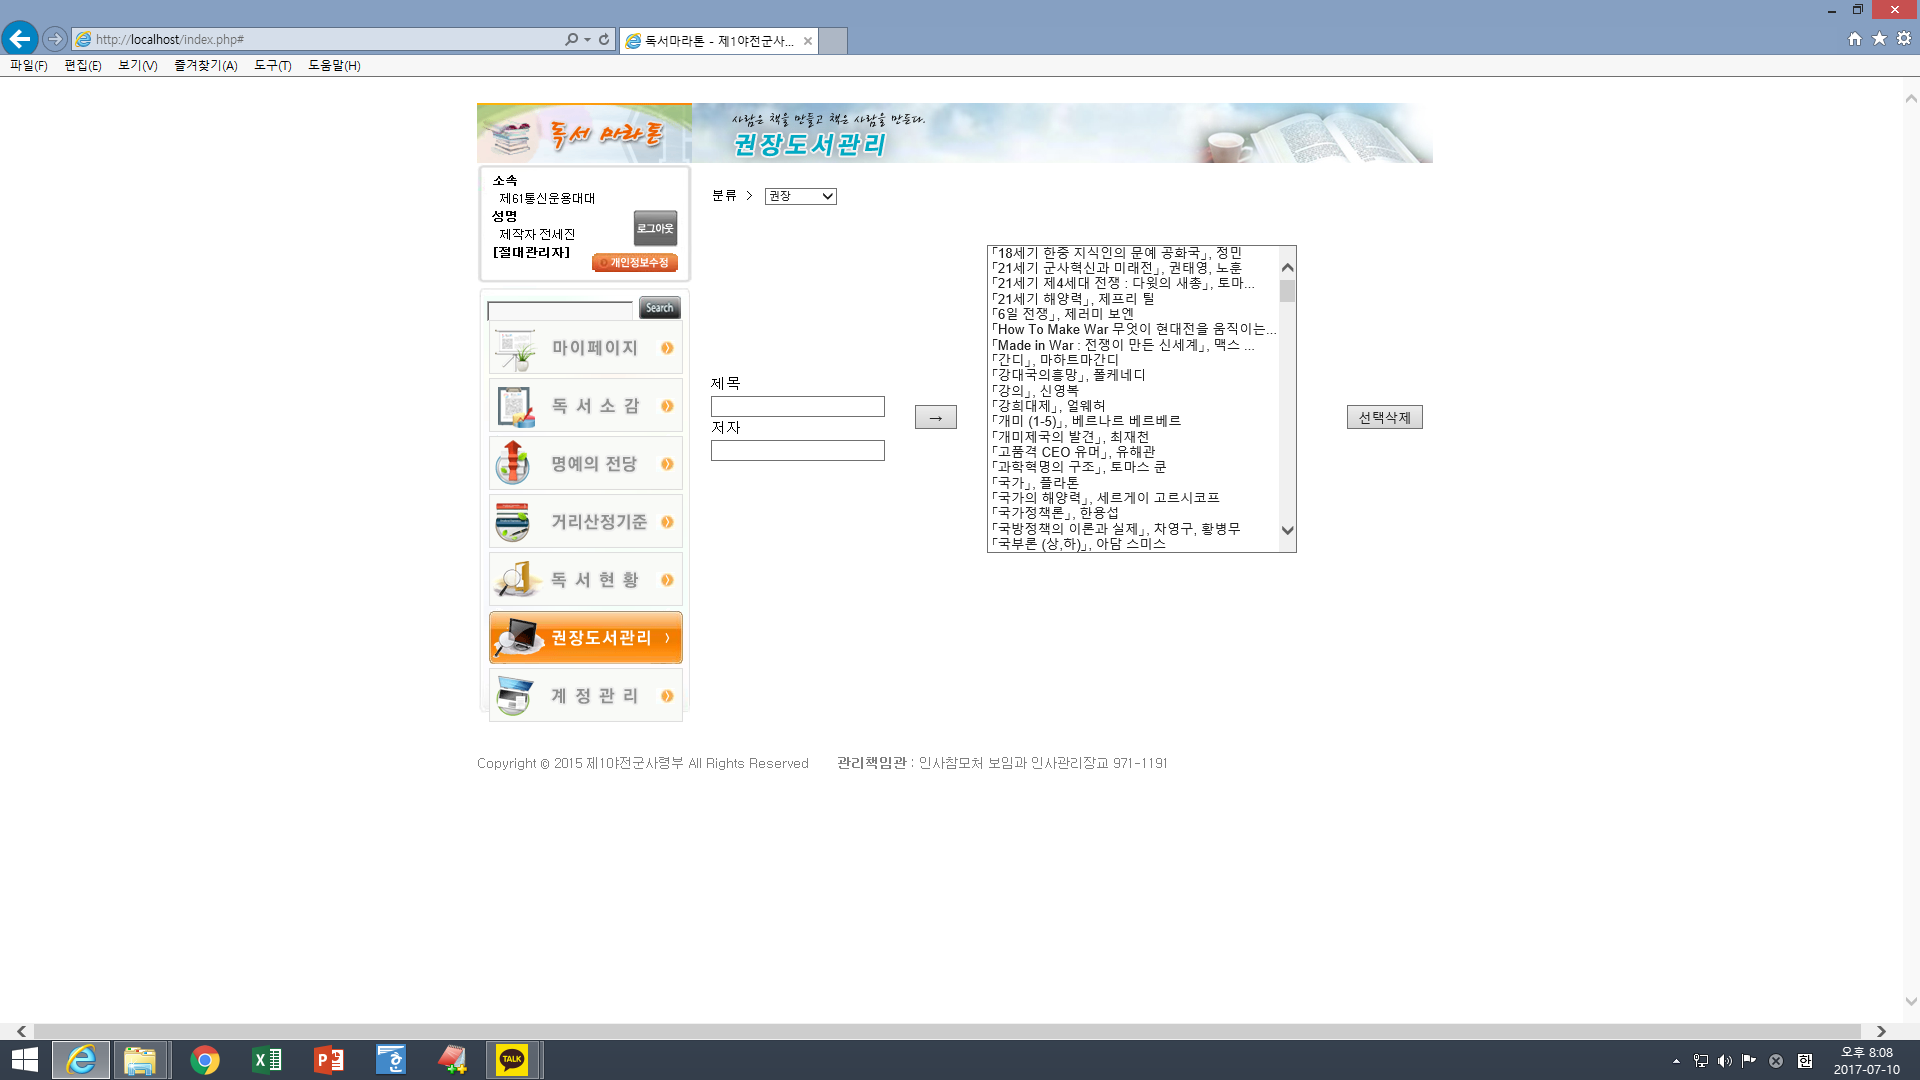 http://localhost/index.php#
독서마라톤 - 제1야전군사...
파일(F) 편집(E) 보기(V) 즐겨찾기(A) 도구(T) 도움말(H)
독서 마라톤
사람은 책을 만들고 책은 사람을 만든다.
권장도서관리
소속
제61통신운용대대
성명
제작자 전세진
[절대관리자]
로그아웃
개인정보수정
Search
마이페이지
독서소감
명예의 전당
거리산정기준
독서현황
권장도서관리
계정관리
분류 > 권장
제목
저자
→
「18세기 한중 지식인의 문예 공화국」, 정민
「21세기 군사혁신과 미래전」, 권태영, 노훈
「21세기 제4세대 전쟁 : 다윗의 새총」, 토마...
「21세기 해양력」, 제프리 틸
「6일 전쟁」, 제러미 보엔
「How To Make War 무엇이 현대전을 움직이는...
「Made in War : 전쟁이 만든 신세계」, 맥스 ...
「간디」, 마하트마간디
「강대국의흥망」, 폴케네디
「강의」, 신영복
「강희대제」, 얼웨허
「개미 (1-5)」, 베르나르 베르베르
「개미제국의 발견」, 최재천
「고품격 CEO 유머」, 유해관
「과학혁명의 구조」, 토마스 쿤
「국가」, 플라톤
「국가의 해양력」, 세르게이 고르시코프
「국가정책론」, 한용섭
「국방정책의 이론과 실제」, 차영구, 황병무
「국부론 (상,하)」, 아담 스미스
선택삭제
Copyright © 2015 제1야전군사령부 All Rights Reserved 관리책임관 : 인사참모처 보임과 인사관리장교 971-1191
TALK
한
오후 8:08
2017-07-10